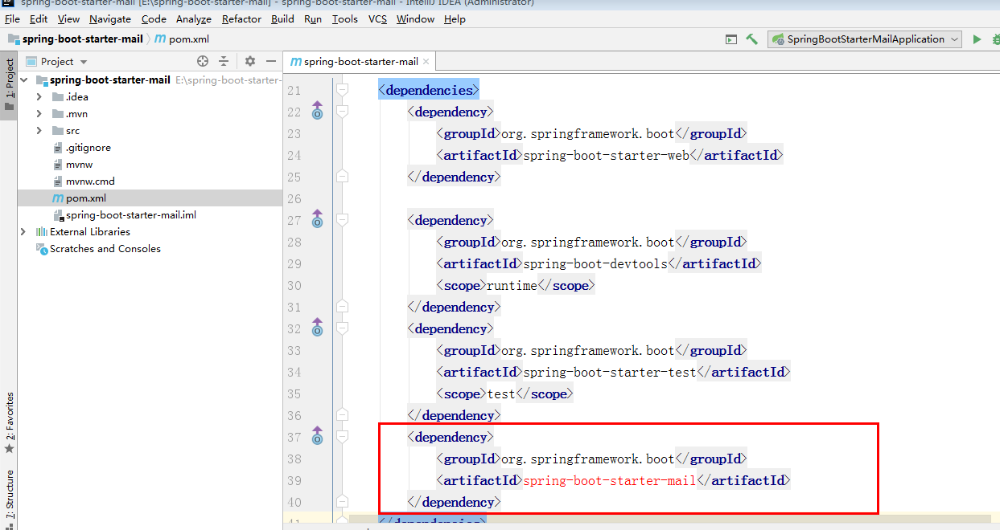 spring-boot-starter-mail [E:\spring-boot-starter-mail] - spring-boot-starter-mail - IntelliJ IDEA (Administrator)
File Edit View Navigate Code Analyze Refactor Build Run Tools VCS Window Help
spring-boot-starter-mail pom.xml SpringBootStarterMailApplication
1: Project
2: Favorites
7: Structure
Project
spring-boot-starter-mail E:\spring-boot-starter-
.idea
.mvn
src
.gitignore
mvnw
mvnw.cmd
pom.xml
spring-boot-starter-mail.iml
External Libraries
Scratches and Consoles
spring-boot-starter-mail
21 <dependencies>
22 <dependency>
23 <groupId>org.springframework.boot</groupId>
24 <artifactId>spring-boot-starter-web</artifactId>
25 </dependency>
26
27 <dependency>
28 <groupId>org.springframework.boot</groupId>
29 <artifactId>spring-boot-devtools</artifactId>
30 <scope>runtime</scope>
31 </dependency>
32 <dependency>
33 <groupId>org.springframework.boot</groupId>
34 <artifactId>spring-boot-starter-test</artifactId>
35 <scope>test</scope>
36 </dependency>
37 <dependency>
38 <groupId>org.springframework.boot</groupId>
39 <artifactId>spring-boot-starter-mail</artifactId>
40 </dependency>
41 </dependencies>